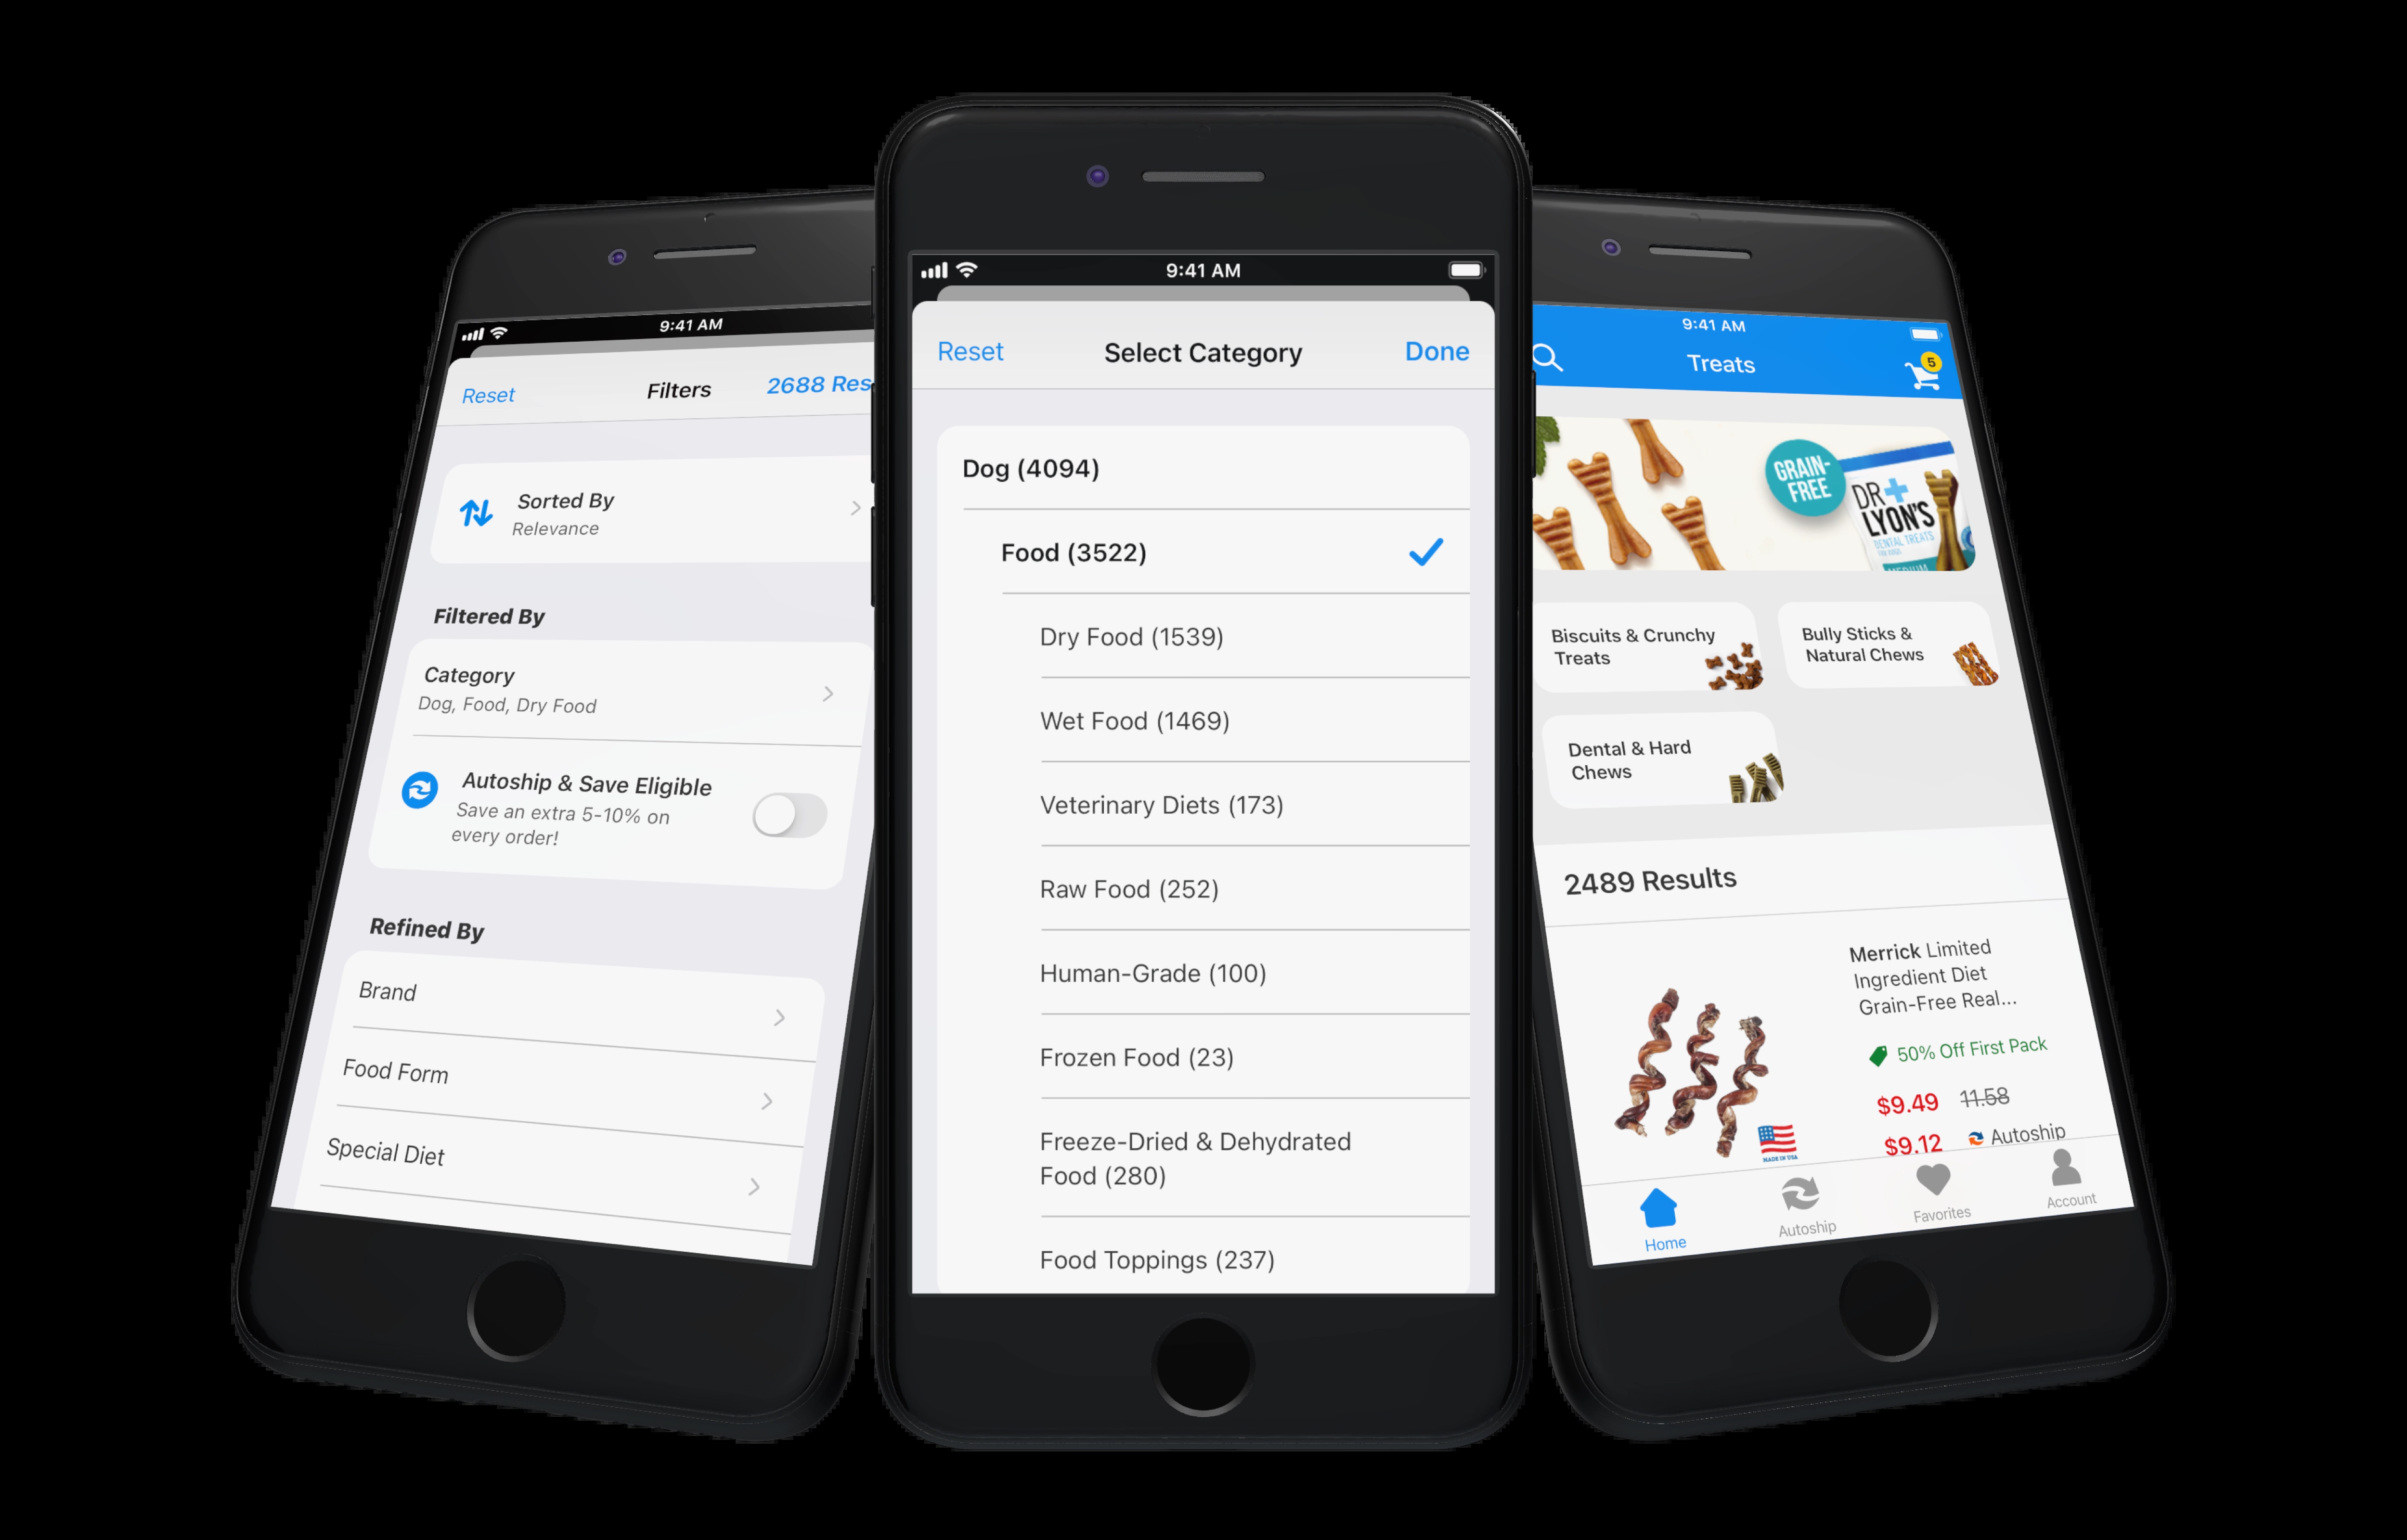 9:41 AM
Reset
Filters
2688 Res
Sorted By
Relevance
Filtered By
Category
Dog, Food, Dry Food
Autoship & Save Eligible
Save an extra 5-10% on
every order!
Refined By
Brand
Food Form
Special Diet
9:41 AM
Reset
Select Category
Done
Dog (4094)
Food (3522)
Dry Food (1539)
Wet Food (1469)
Veterinary Diets (173)
Raw Food (252)
Human-Grade (100)
Frozen Food (23)
Freeze-Dried & Dehydrated
Food (280)
Food Toppings (237)
9:41 AM
Treats
5
GRAIN-
FREE
DR
LYON'S
DENTAL TREATS
FOR DOGS
MEDIUM
Biscuits & Crunchy
Treats
Bully Sticks &
Natural Chews
Dental & Hard
Chews
2489 Results
Merrick Limited
Ingredient Diet
Grain-Free Real...
50% Off First Pack
$9.49 11.58
$9.12 Autoship
MADE IN USA
Home
Autoship
Favorites
Account